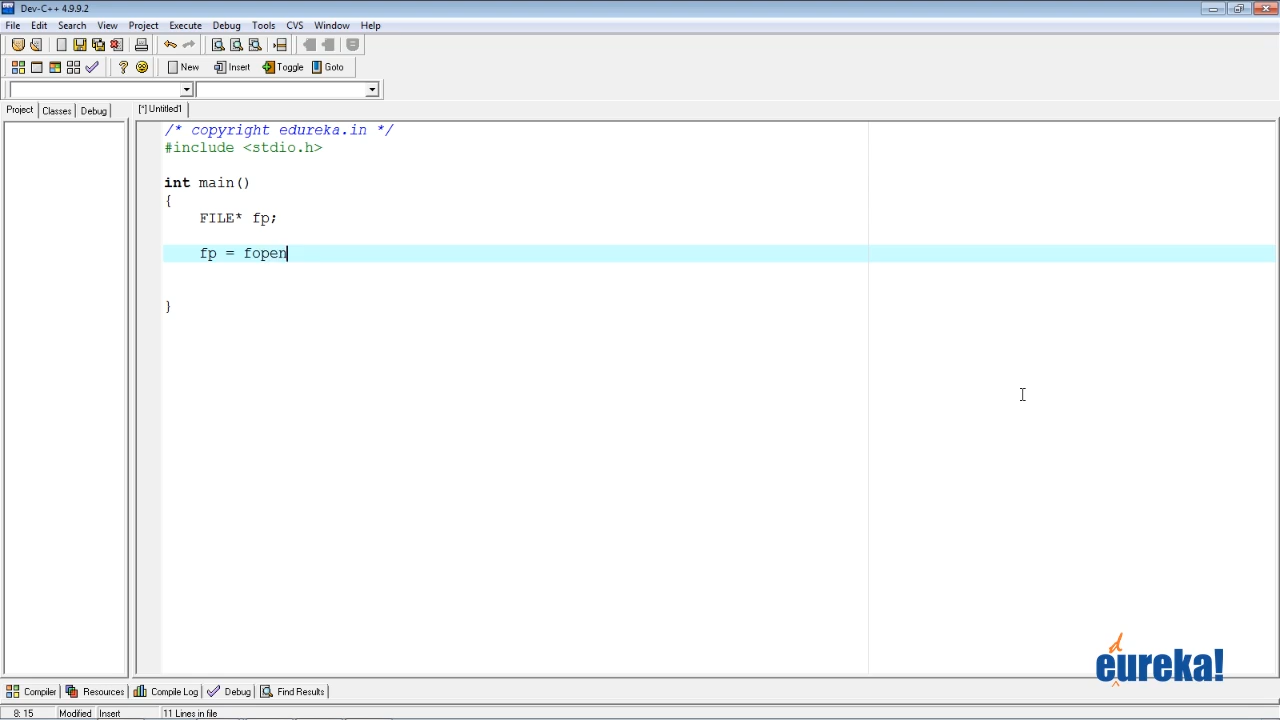 Dev-C++ 4.9.9.2
File Edit Search View Project Execute Debug Tools CVS Window Help
New Insert Toggle Goto
Project Classes Debug [*] Untitled1
/* copyright edureka.in */
#include <stdio.h>
int main()
{
FILE* fp;
fp = fopen
}
edureka!
Compiler Resources Compile Log Debug Find Results
8: 15 Modified Insert 11 Lines in file